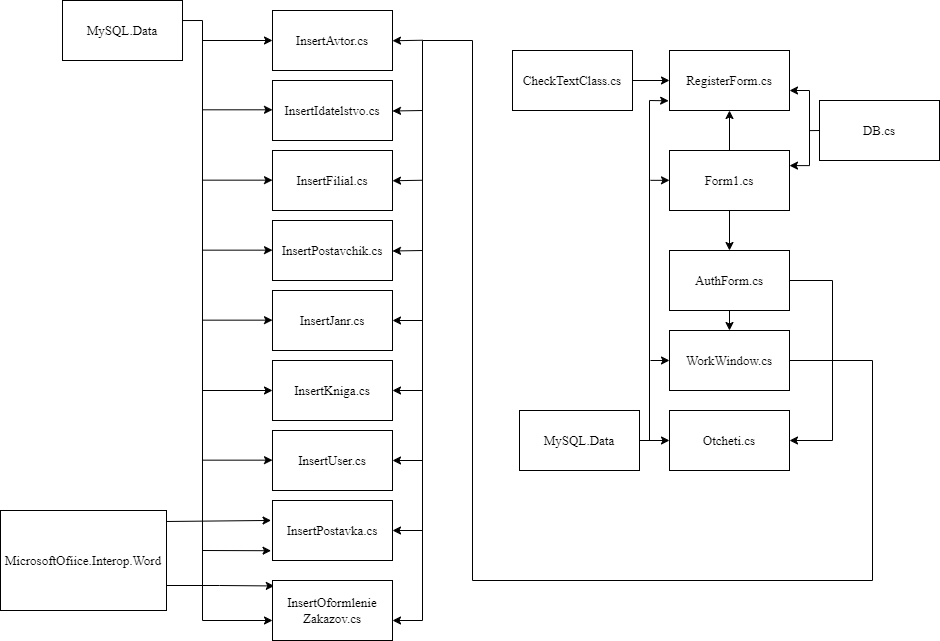 MySQL.Data
InsertAvtor.cs
InsertIdatelstvo.cs
InsertFilial.cs
InsertPostavchik.cs
InsertJanr.cs
InsertKniga.cs
InsertUser.cs
InsertPostavka.cs
InsertOformlenie
Zakazov.cs
MicrosoftOfiice.Interop.Word
CheckTextClass.cs
RegisterForm.cs
DB.cs
Form1.cs
AuthForm.cs
WorkWindow.cs
MySQL.Data
Otcheti.cs